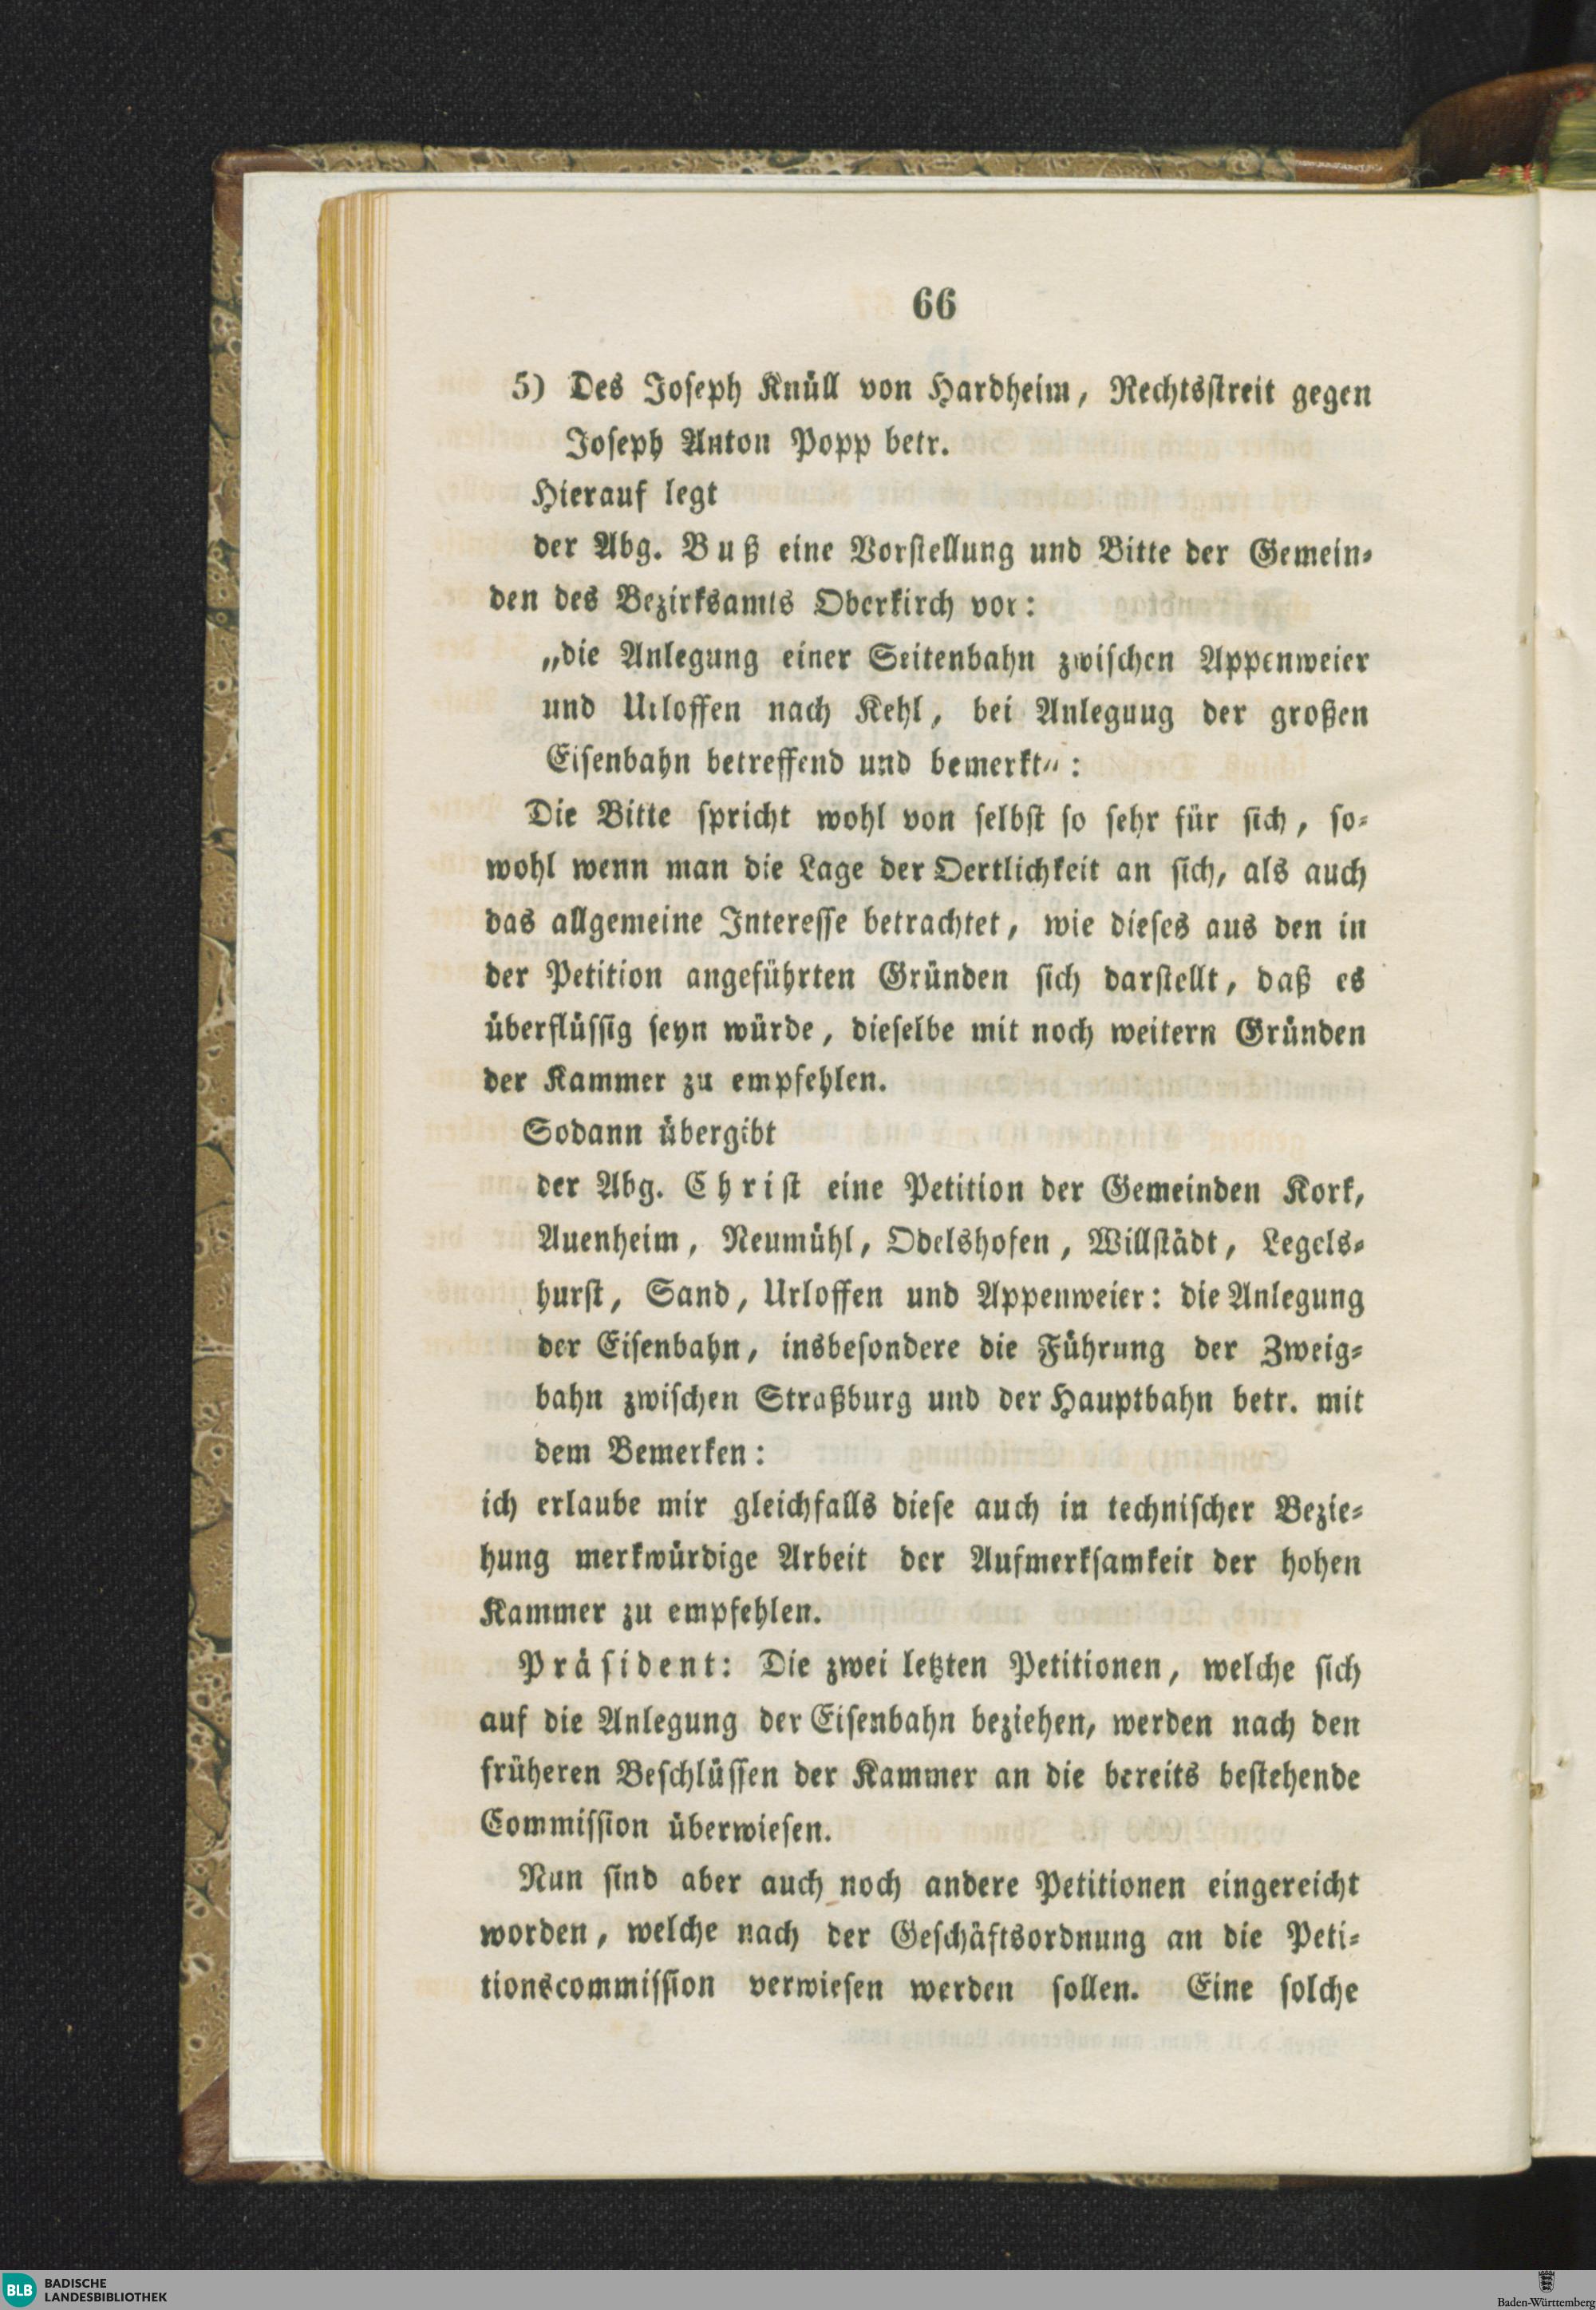 66
5) Des Joseph Knüll von Hardheim, Rechtsstreit gegen
Joseph Anton Popp betr.
Hierauf legt
der Abg. Buß eine Vorstellung und Bitte der Gemein-
den des Bezirksamts Oberkirch vor:
„die Anlegung einer Seitenbahn zwischen Appenweier
und Urloffen nach Kehl, bei Anlegung der großen
Eisenbahn betreffend und bemerkt“:
Die Bitte spricht wohl von selbst so sehr für sich, so-
wohl wenn man die Lage der Oertlichkeit an sich, als auch
das allgemeine Interesse betrachtet, wie dieses aus den in
der Petition angeführten Gründen sich darstellt, daß es
überflüssig seyn würde, dieselbe mit noch weitern Gründen
der Kammer zu empfehlen.
Sodann übergibt
der Abg. Christ eine Petition der Gemeinden Kork,
Auenheim, Neumühl, Odelshofen, Willstädt, Legels-
hurst, Sand, Urloffen und Appenweier: die Anlegung
der Eisenbahn, insbesondere die Führung der Zweig-
bahn zwischen Straßburg und der Hauptbahn betr. mit
dem Bemerken:
ich erlaube mir gleichfalls diese auch in technischer Bezie-
hung merkwürdige Arbeit der Aufmerksamkeit der hohen
Kammer zu empfehlen.
Präsident: Die zwei letzten Petitionen, welche sich
auf die Anlegung der Eisenbahn beziehen, werden nach den
früheren Beschlüssen der Kammer an die bereits bestehende
Commission überwiesen.
Nun sind aber auch noch andere Petitionen eingereicht
worden, welche nach der Geschäftsordnung an die Peti-
tionscommission verwiesen werden sollen. Eine solche
BLB BADISCHE
LANDESBIBLIOTHEK
Baden-Württemberg